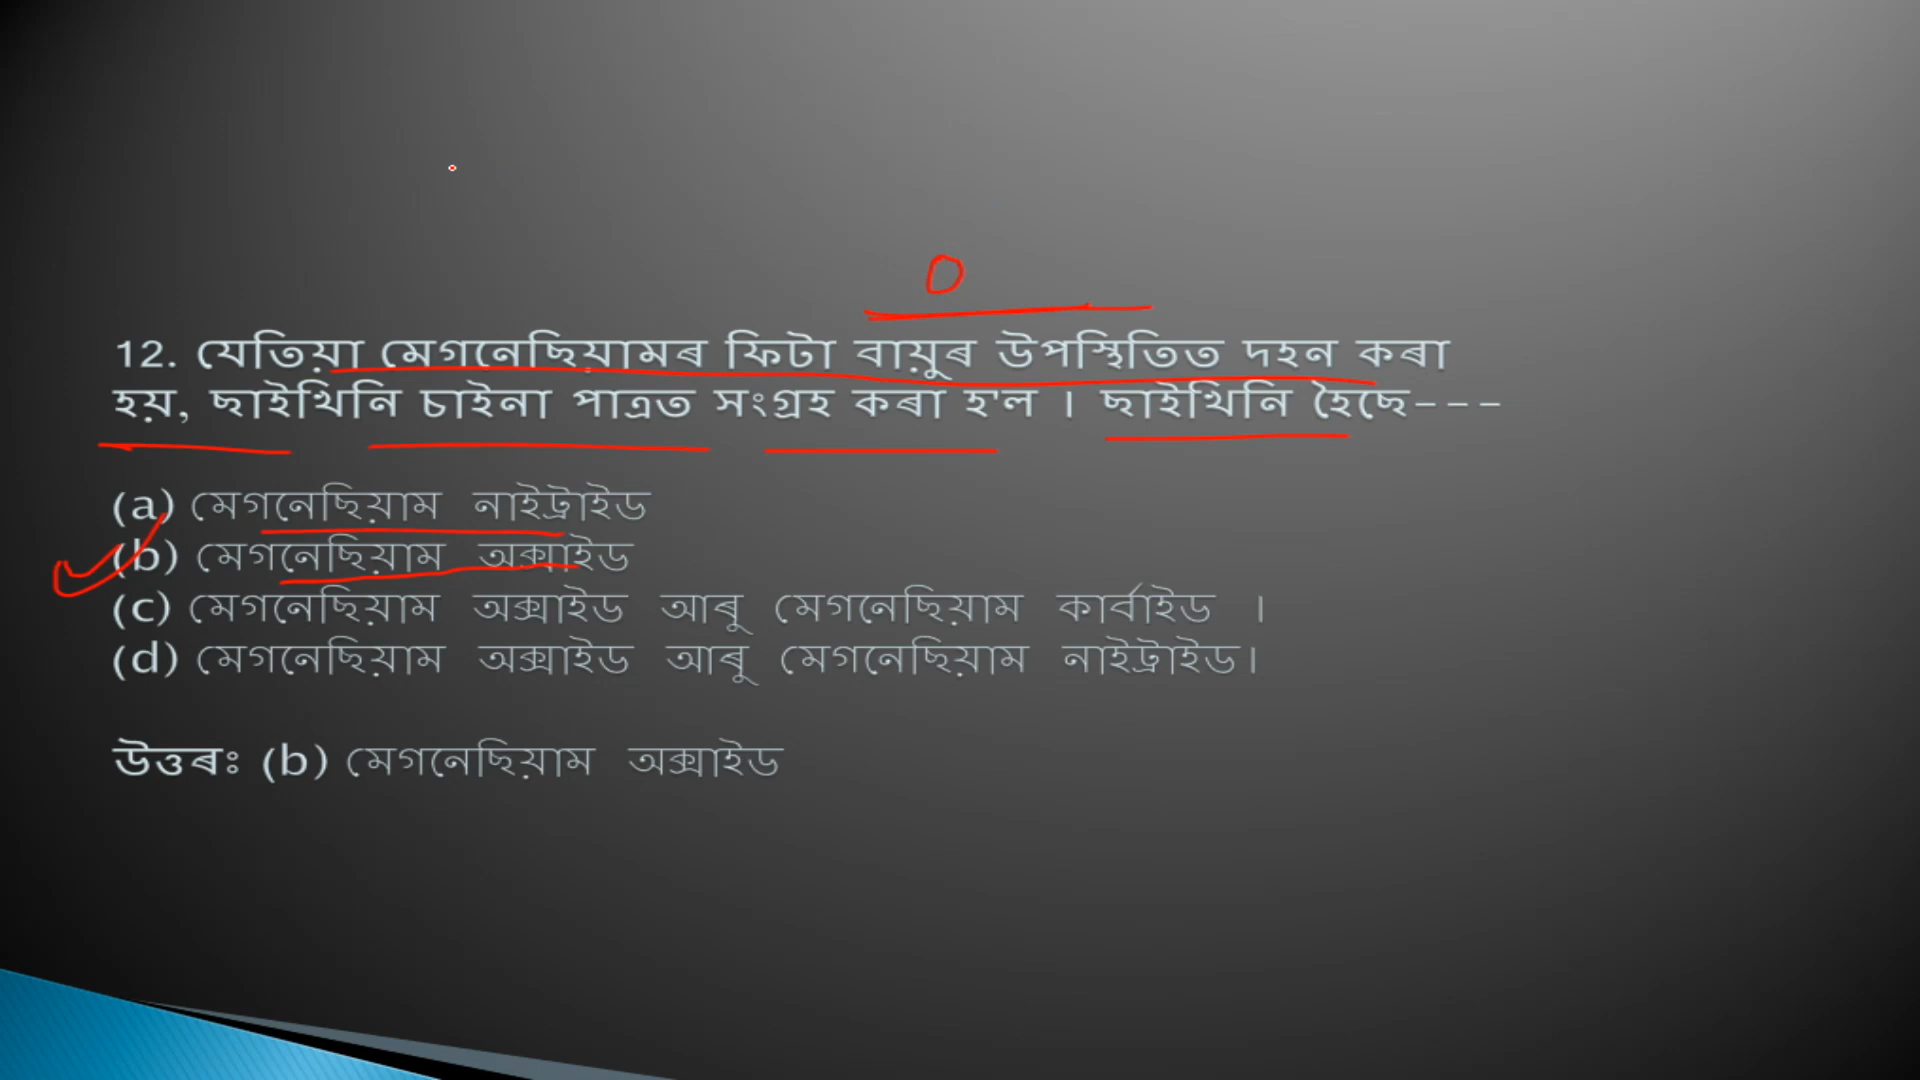 O
12. যেতিয়া মেগনেছিয়ামৰ ফিটা বায়ুৰ উপস্থিতিত দহন কৰা
হয়, ছাইখিনি চাইনা পাত্ৰত সংগ্ৰহ কৰা হ'ল । ছাইখিনি হৈছে---
(a) মেগনেছিয়াম নাইট্ৰাইড
(b) মেগনেছিয়াম অক্সাইড
(c) মেগনেছিয়াম অক্সাইড আৰু মেগনেছিয়াম কাৰ্বাইড ।
(d) মেগনেছিয়াম অক্সাইড আৰু মেগনেছিয়াম নাইট্ৰাইড।
উত্তৰঃ (b) মেগনেছিয়াম অক্সাইড